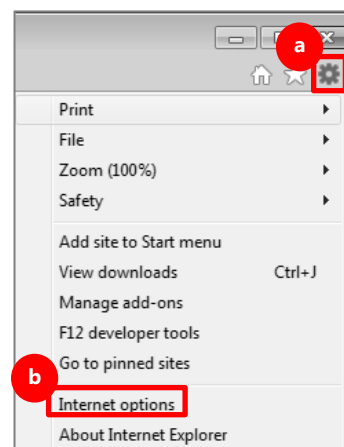 a
Print
File
Zoom (100%)
Safety
Add site to Start menu
View downloads Ctrl+J
Manage add-ons
F12 developer tools
Go to pinned sites
b
Internet options
About Internet Explorer